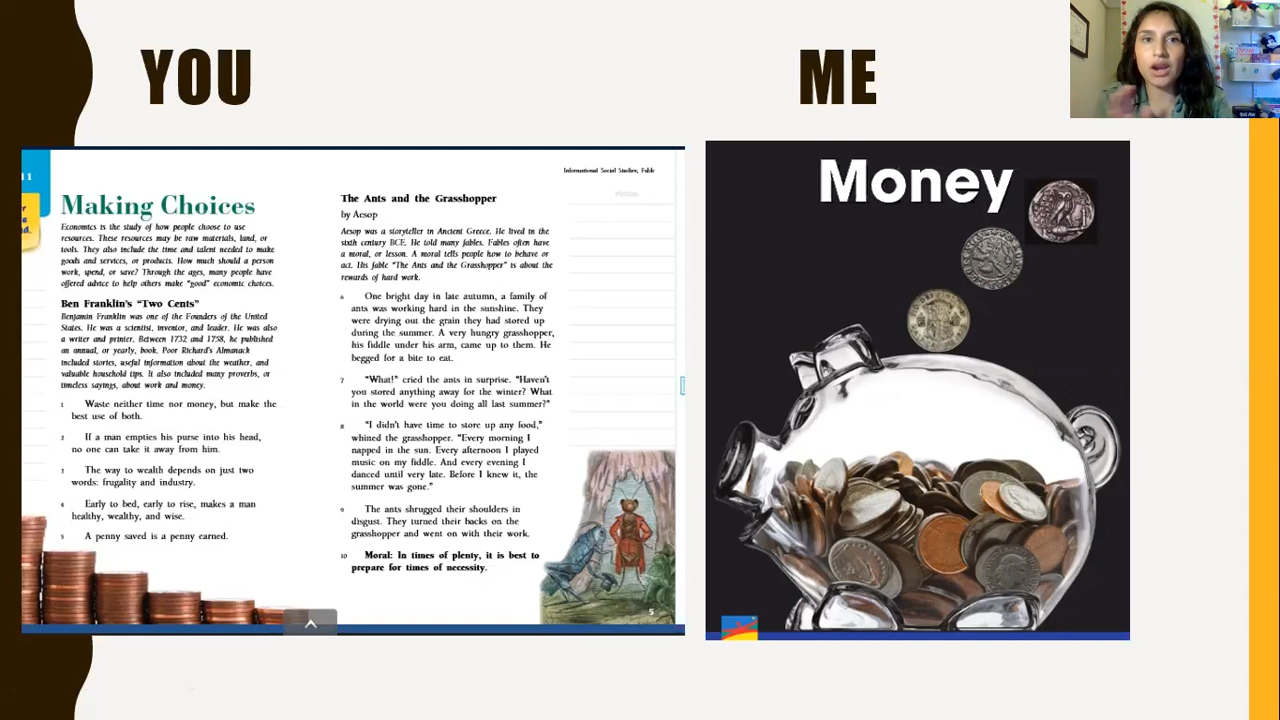 YOU
ME
11
Making Choices
Economics is the study of how people choose to use
resources. These resources may be raw materials, land, or
tools. They also include the time and talent needed to make
goods and services, or products. How much should a person
work, spend, or save? Through the ages, many people have
offered advice to help others make "good" economic choices.
Ben Franklin's "Two Cents"
Benjamin Franklin was one of the Founders of the United
States. He was a scientist, inventor, and leader. He was also
a writer and printer. Between 1732 and 1758, he published
an annual, or yearly, book. Poor Richard's Almanack
included stories, useful information about the weather, and
valuable household tips. It also included many proverbs, or
timeless sayings, about work and money.
1 Waste neither time nor money, but make the
best use of both.
2 If a man empties his purse into his head,
no one can take it away from him.
3 The way to wealth depends on just two
words: frugality and industry.
4 Early to bed, early to rise, makes a man
healthy, wealthy, and wise.
5 A penny saved is a penny earned.
Informational Social Studies; Fable
The Ants and the Grasshopper
by Aesop
Aesop was a storyteller in Ancient Greece. He lived in the
sixth century BCE. He told many fables. Fables often have
a moral, or lesson. A moral tells people how to behave or
act. His fable "The Ants and the Grasshopper" is about the
rewards of hard work.
6 One bright day in late autumn, a family of
ants was working hard in the sunshine. They
were drying out the grain they had stored up
during the summer. A very hungry grasshopper,
his fiddle under his arm, came up to them. He
begged for a bite to eat.
7 "What!" cried the ants in surprise. "Haven't
you stored anything away for the winter? What
in the world were you doing all last summer?"
8 "I didn't have time to store up any food,"
whined the grasshopper. "Every morning I
napped in the sun. Every afternoon I played
music on my fiddle. And every evening I
danced until very late. Before I knew it, the
summer was gone."
9 The ants shrugged their shoulders in
disgust. They turned their backs on the
grasshopper and went on with their work.
10 Moral: In times of plenty, it is best to
prepare for times of necessity.
5
Money